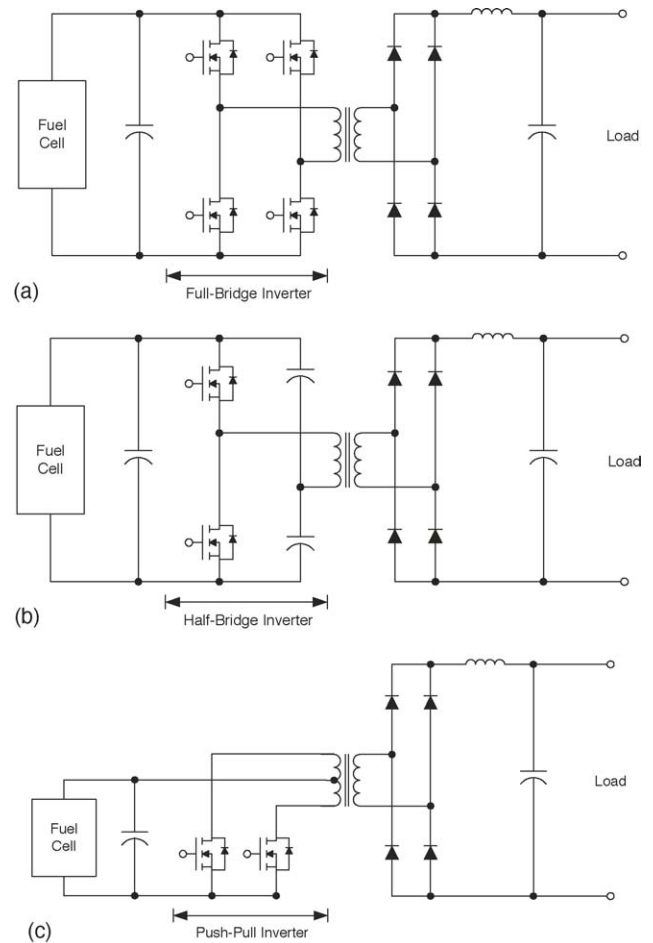 Fuel
Cell
Load
(a)
Full-Bridge Inverter
Fuel
Cell
Load
(b)
Half-Bridge Inverter
Fuel
Cell
Load
(c)
Push-Pull Inverter